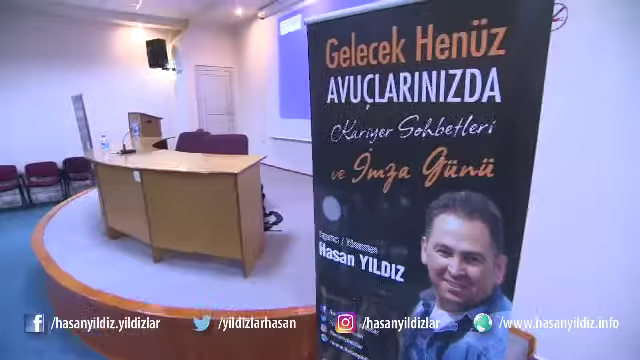 Gelecek Henüz
AVUÇLARINIZDA
Kariyer Sohbetleri
ve İmza Günü
Hasan YILDIZ
/hasanyildiz.yildizlar
/yildizlarhasan
/hasanyildizlar
/www.hasanyildiz.info